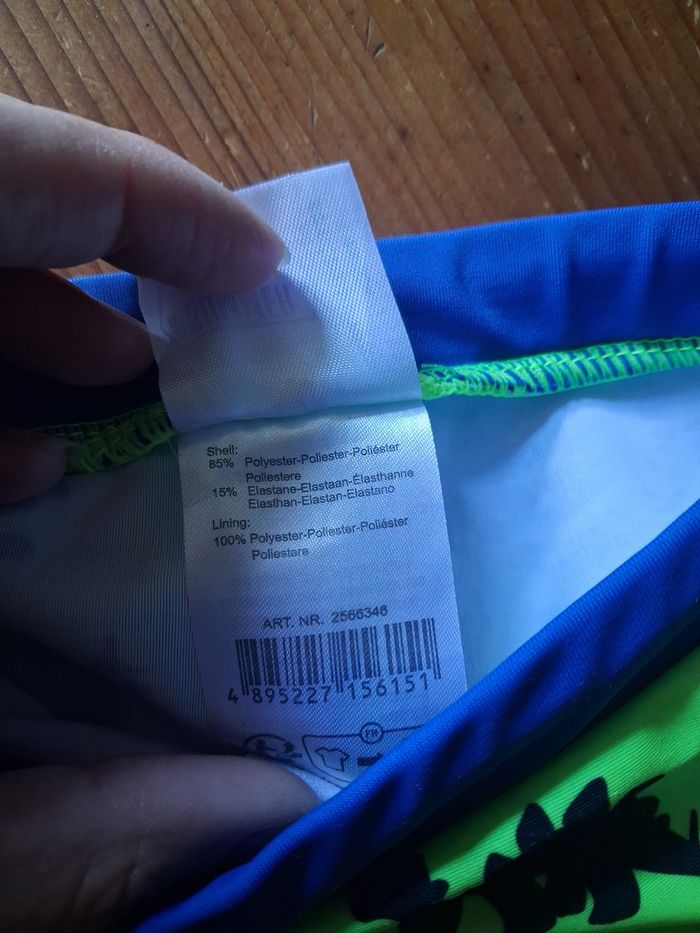 Shell:
85% Polyester-Poliester-Poliéster
Poliestere
15% Elastane-Elastaan-Élasthanne
Elasthan-Elastan-Elastano
Lining:
100% Polyester-Poliester-Poliéster
Poliestere
ART. NR. 2566346
4 895227 156151
FR